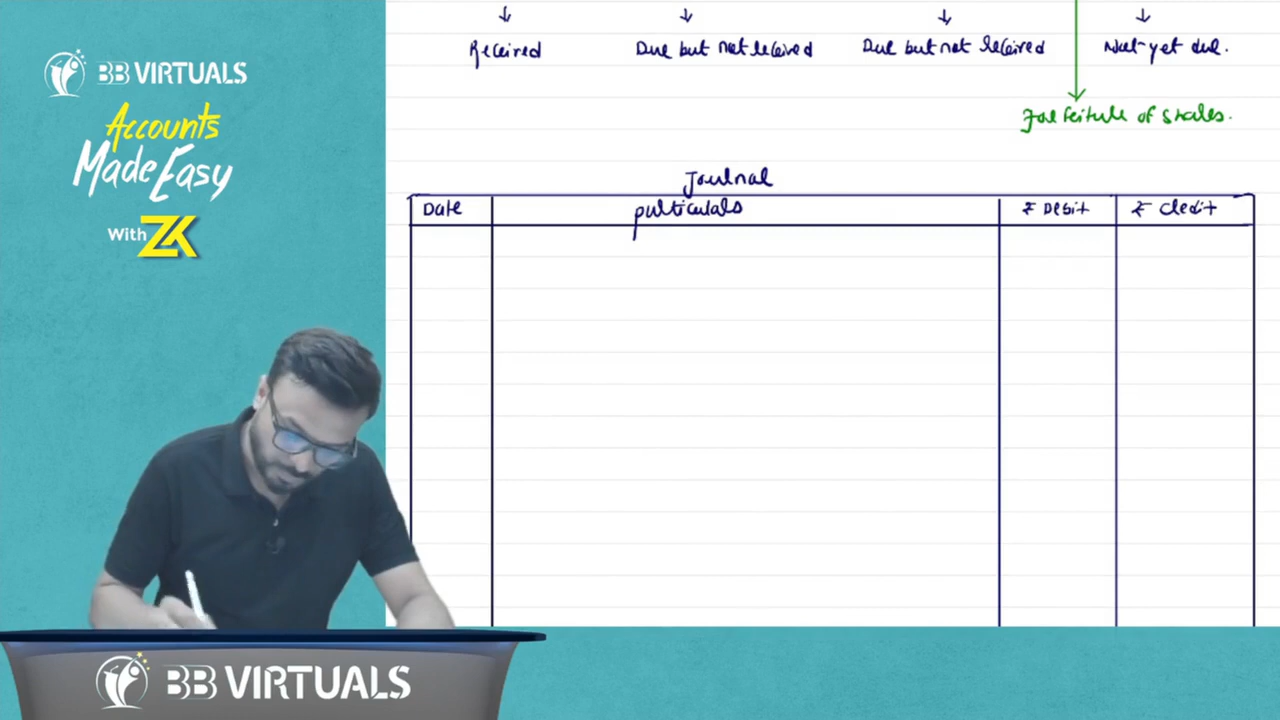 BB VIRTUALS
Accounts
Made Easy
With ZK
Received
Due but not received
Due but not received
Not yet due.
Forfeiture of shares.
Journal
Date
particulars
₹ Debit
₹ Credit
BB VIRTUALS